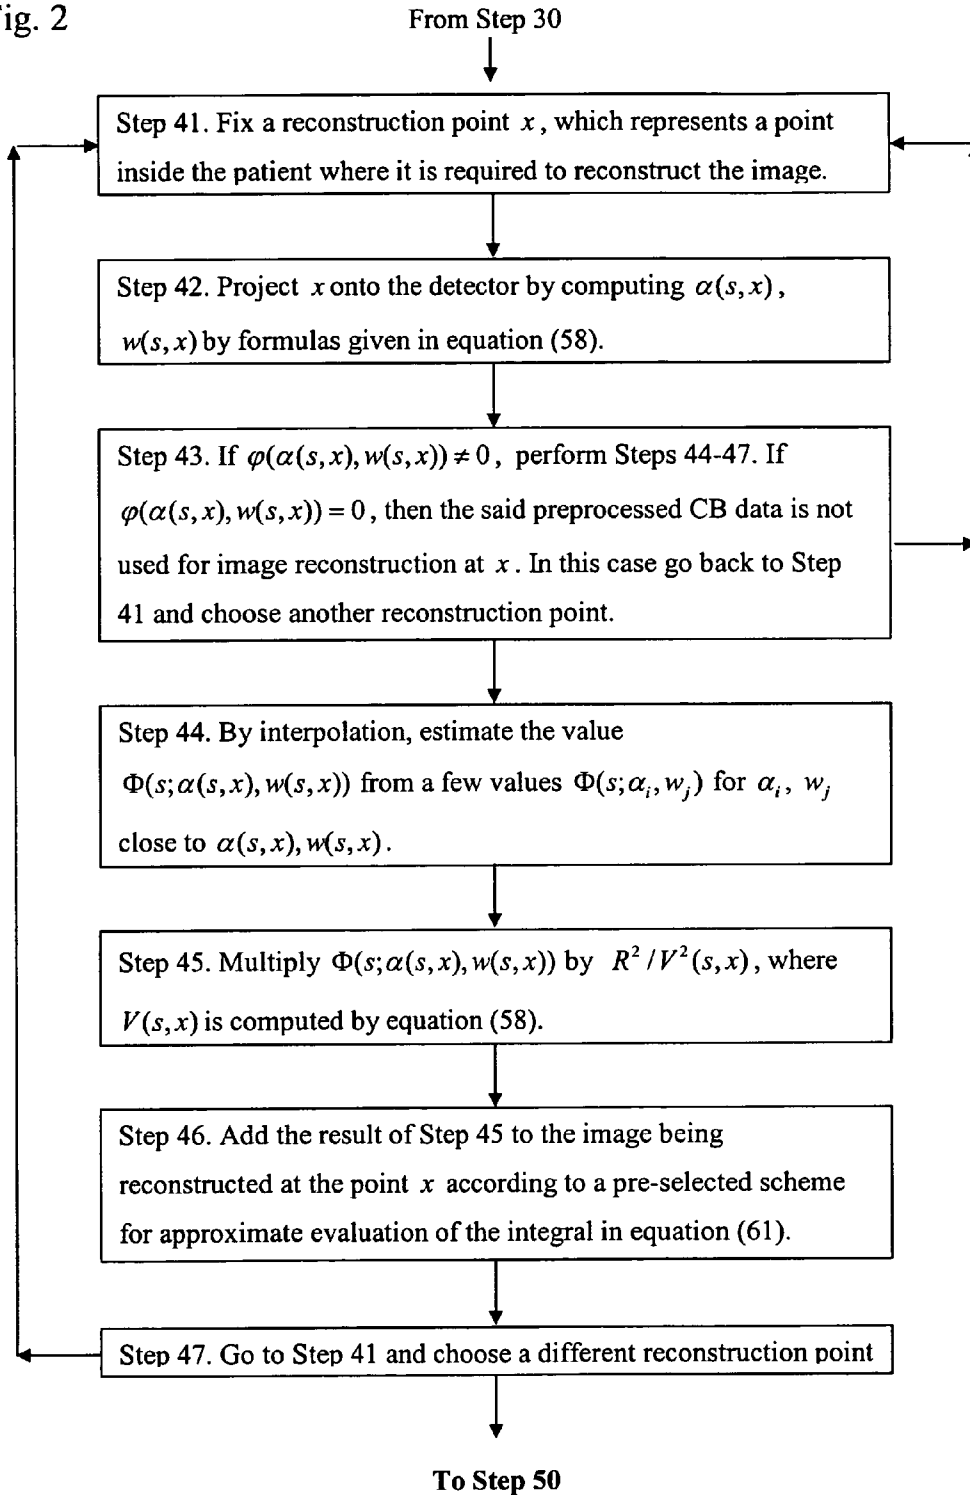 ig. 2
From Step 30
Step 41. Fix a reconstruction point x, which represents a point
inside the patient where it is required to reconstruct the image.
Step 42. Project x onto the detector by computing α(s,x),
w(s,x) by formulas given in equation (58).
Step 43. If φ(α(s,x),w(s,x)) ≠ 0, perform Steps 44-47. If
φ(α(s,x),w(s,x)) = 0, then the said preprocessed CB data is not
used for image reconstruction at x. In this case go back to Step
41 and choose another reconstruction point.
Step 44. By interpolation, estimate the value
Φ(s;α(s,x),w(s,x)) from a few values Φ(s;αᵢ,wⱼ) for αᵢ, wⱼ
close to α(s,x),w(s,x).
Step 45. Multiply Φ(s;α(s,x),w(s,x)) by R²/V²(s,x), where
V(s,x) is computed by equation (58).
Step 46. Add the result of Step 45 to the image being
reconstructed at the point x according to a pre-selected scheme
for approximate evaluation of the integral in equation (61).
Step 47. Go to Step 41 and choose a different reconstruction point
To Step 50